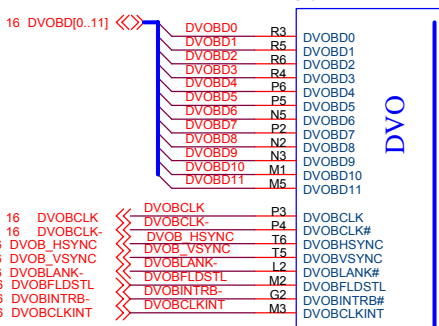 16 DVOBD[0..11]
DVOBD0 R3 DVOBD0
DVOBD1 R5 DVOBD1
DVOBD2 R6 DVOBD2
DVOBD3 R4 DVOBD3
DVOBD4 P6 DVOBD4
DVOBD5 P5 DVOBD5
DVOBD6 N5 DVOBD6
DVOBD7 P2 DVOBD7
DVOBD8 N2 DVOBD8
DVOBD9 N3 DVOBD9
DVOBD10 M1 DVOBD10
DVOBD11 M5 DVOBD11
DVO
16 DVOBCLK DVOBCLK P3 DVOBCLK
16 DVOBCLK- DVOBCLK- P4 DVOBCLK#
DVOB_HSYNC DVOB_HSYNC T6 DVOBHSYNC
DVOB_VSYNC DVOB_VSYNC T5 DVOBVSYNC
DVOBLANK- DVOBLANK- L2 DVOBLANK#
DVOBFLDSTL DVOBFLDSTL M2 DVOBFLDSTL
DVOBINTRB- DVOBINTRB- G2 DVOBINTRB#
DVOBCLKINT DVOBCLKINT M3 DVOBCLKINT